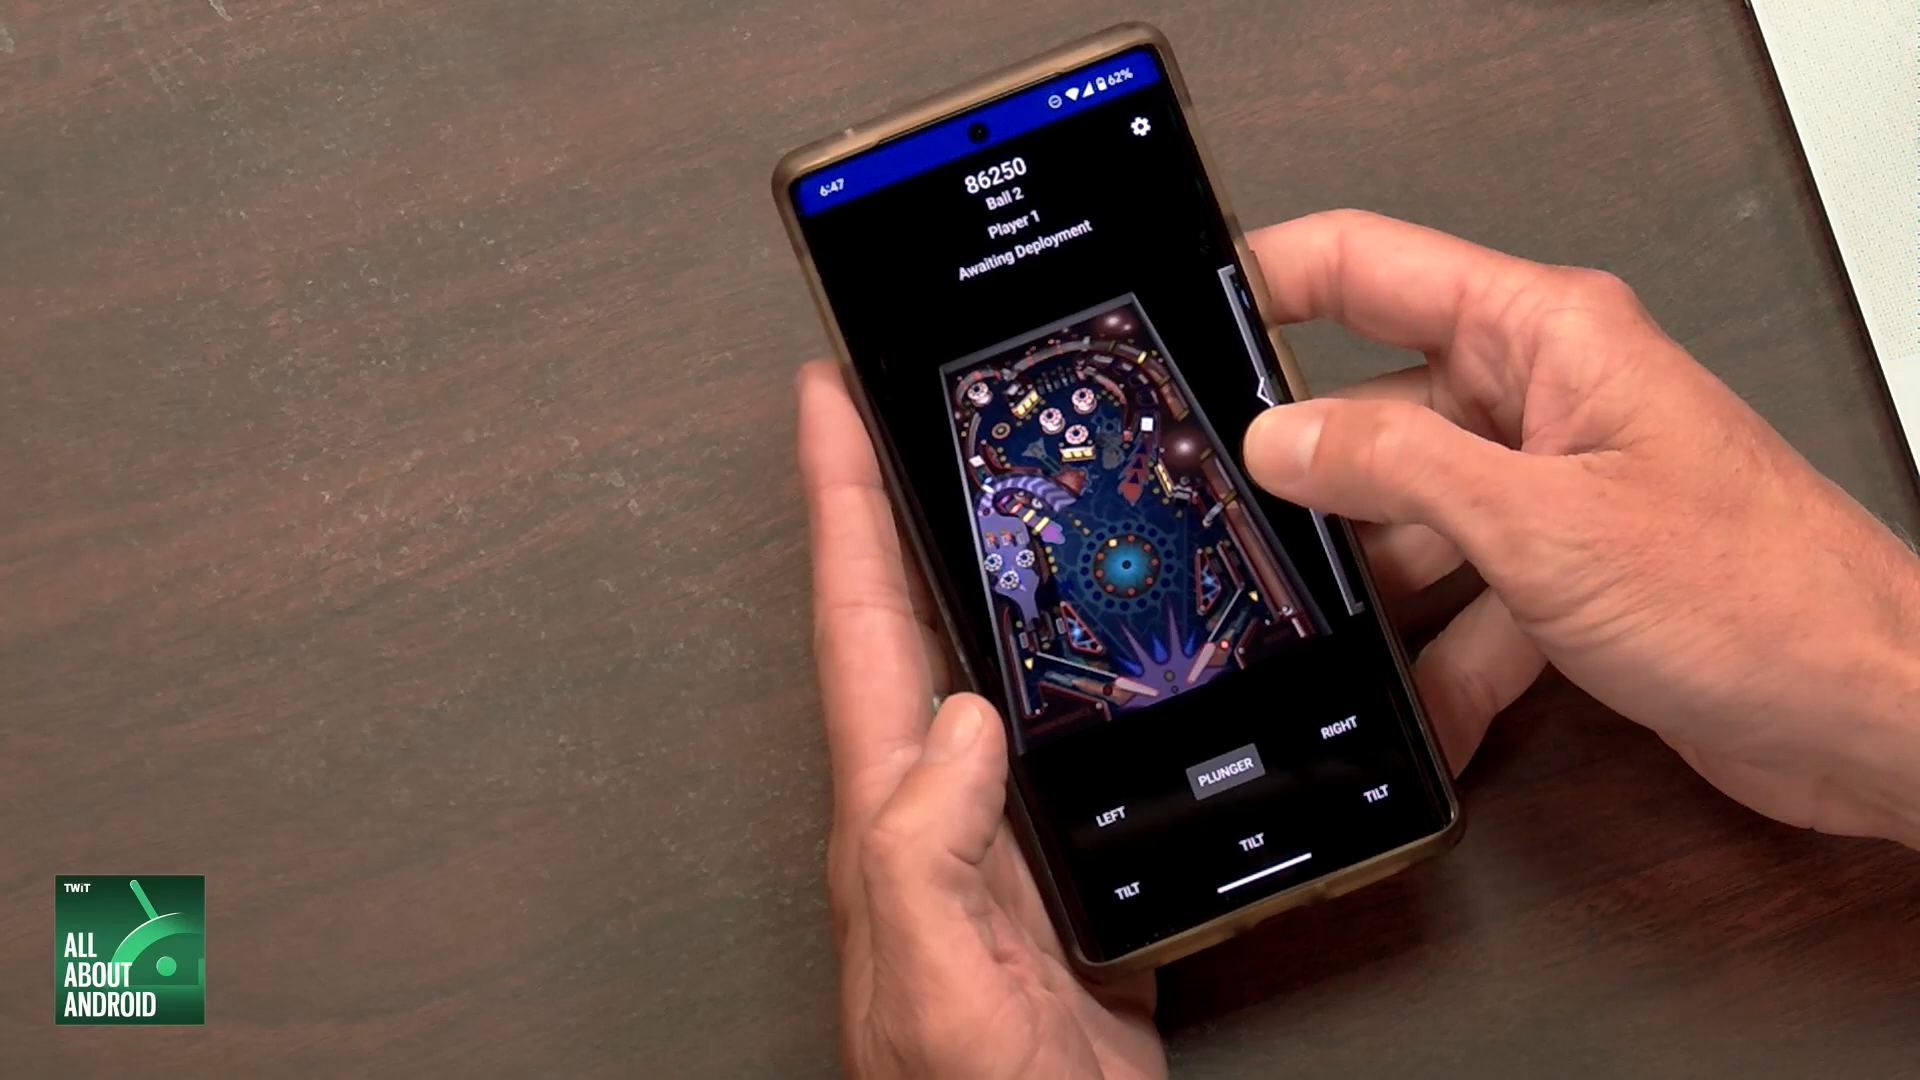 6:47
62%
86250
Ball 2
Player 1
Awaiting Deployment
RIGHT
PLUNGER
LEFT
TILT
TILT
TILT
TWiT
ALL
ABOUT
ANDROID